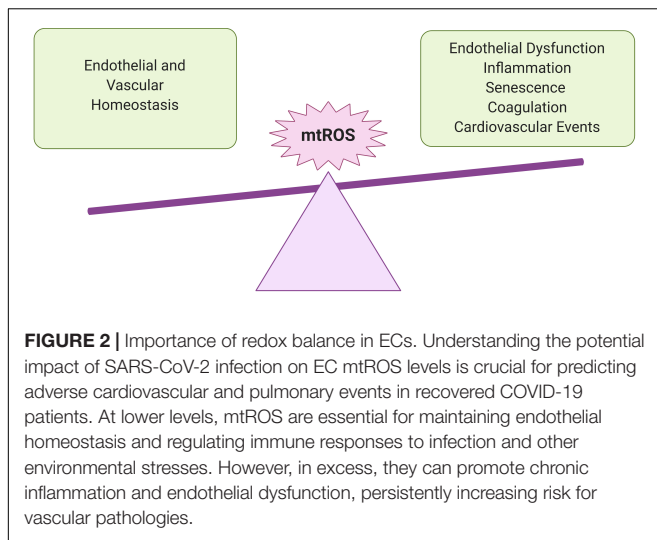 Endothelial and
Vascular
Homeostasis
mtROS
Endothelial Dysfunction
Inflammation
Senescence
Coagulation
Cardiovascular Events
FIGURE 2 | Importance of redox balance in ECs. Understanding the potential
impact of SARS-CoV-2 infection on EC mtROS levels is crucial for predicting
adverse cardiovascular and pulmonary events in recovered COVID-19
patients. At lower levels, mtROS are essential for maintaining endothelial
homeostasis and regulating immune responses to infection and other
environmental stresses. However, in excess, they can promote chronic
inflammation and endothelial dysfunction, persistently increasing risk for
vascular pathologies.